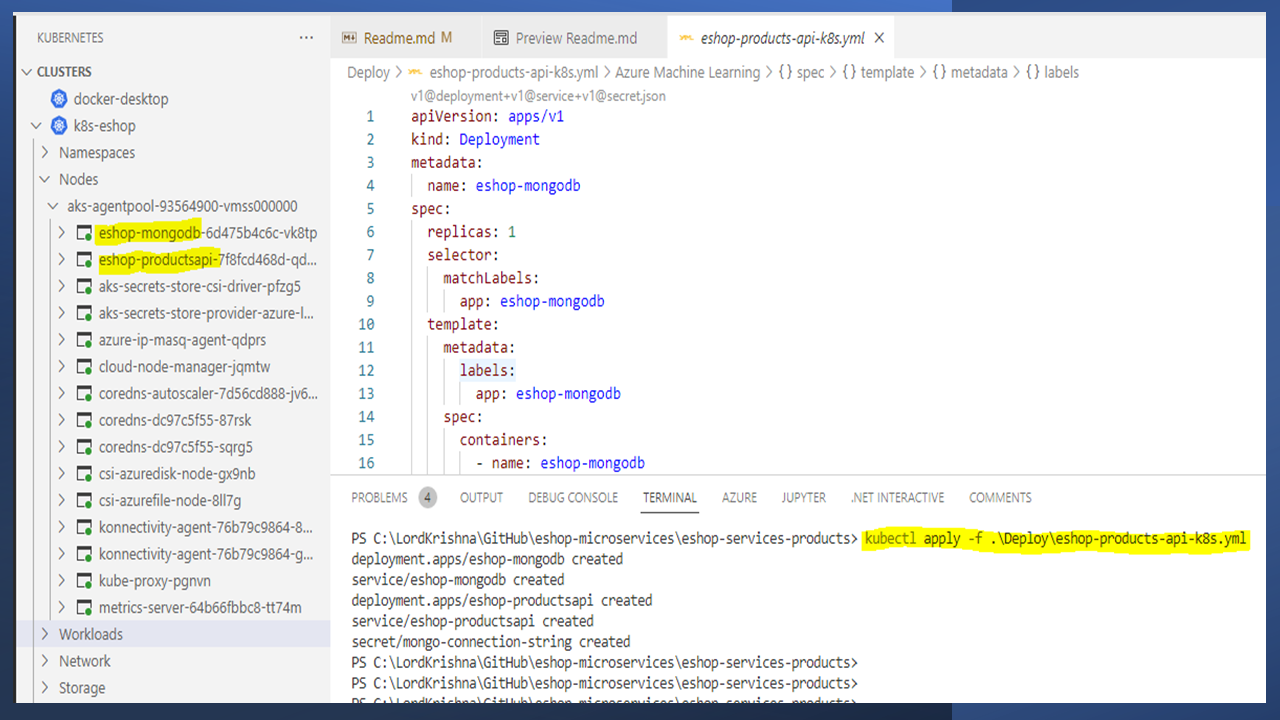 KUBERNETES
...
CLUSTERS
docker-desktop
k8s-eshop
Namespaces
Nodes
aks-agentpool-93564900-vmss000000
eshop-mongodb-6d475b4c6c-vk8tp
eshop-productsapi-7f8fcd468d-qd...
aks-secrets-store-csi-driver-pfzg5
aks-secrets-store-provider-azure-l...
azure-ip-masq-agent-qdprs
cloud-node-manager-jqmtw
coredns-autoscaler-7d56cd888-jv6...
coredns-dc97c5f55-87rsk
coredns-dc97c5f55-sqrg5
csi-azuredisk-node-gx9nb
csi-azurefile-node-8ll7g
konnectivity-agent-76b79c9864-8...
konnectivity-agent-76b79c9864-g...
kube-proxy-pgnvn
metrics-server-64b66fbbc8-tt74m
Workloads
Network
Storage
Readme.md M
Preview Readme.md
eshop-products-api-k8s.yml
Deploy > eshop-products-api-k8s.yml > Azure Machine Learning > {} spec > {} template > {} metadata > {} labels
v1@deployment+v1@service+v1@secret.json
1 apiVersion: apps/v1
2 kind: Deployment
3 metadata:
4 name: eshop-mongodb
5 spec:
6 replicas: 1
7 selector:
8 matchLabels:
9 app: eshop-mongodb
10 template:
11 metadata:
12 labels:
13 app: eshop-mongodb
14 spec:
15 containers:
16 - name: eshop-mongodb
PROBLEMS 4 OUTPUT DEBUG CONSOLE TERMINAL AZURE JUPYTER .NET INTERACTIVE COMMENTS
PS C:\LordKrishna\GitHub\eshop-microservices\eshop-services-products> kubectl apply -f .\Deploy\eshop-products-api-k8s.yml
deployment.apps/eshop-mongodb created
service/eshop-mongodb created
deployment.apps/eshop-productsapi created
service/eshop-productsapi created
secret/mongo-connection-string created
PS C:\LordKrishna\GitHub\eshop-microservices\eshop-services-products>
PS C:\LordKrishna\GitHub\eshop-microservices\eshop-services-products>
PS C:\LordKrishna\GitHub\eshop-microservices\eshop-services-products>